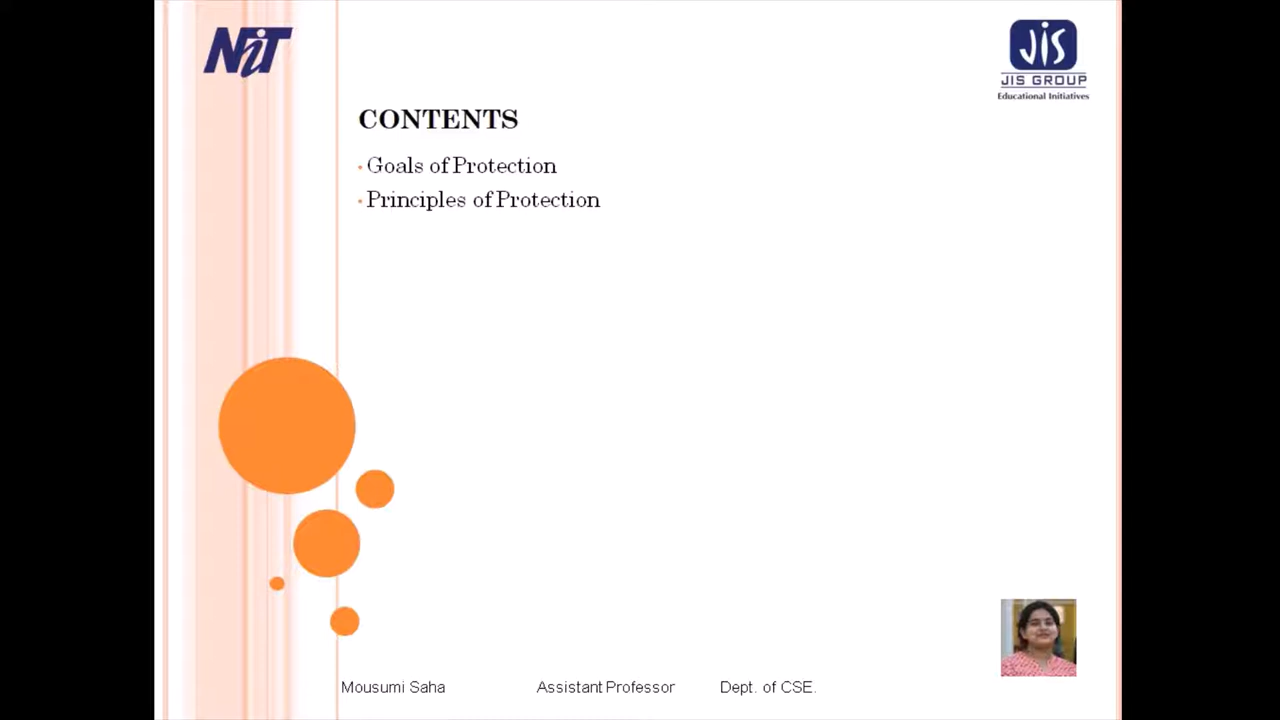 NiT
JIS
JIS GROUP
Educational Initiatives
CONTENTS
• Goals of Protection
• Principles of Protection
Mousumi Saha Assistant Professor Dept. of CSE.